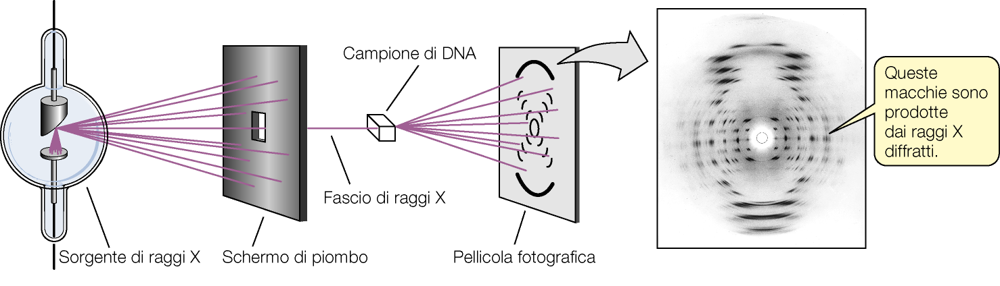 Campione di DNA
Queste
macchie sono
prodotte
dai raggi X
diffratti.
Fascio di raggi X
Sorgente di raggi X
Schermo di piombo
Pellicola fotografica